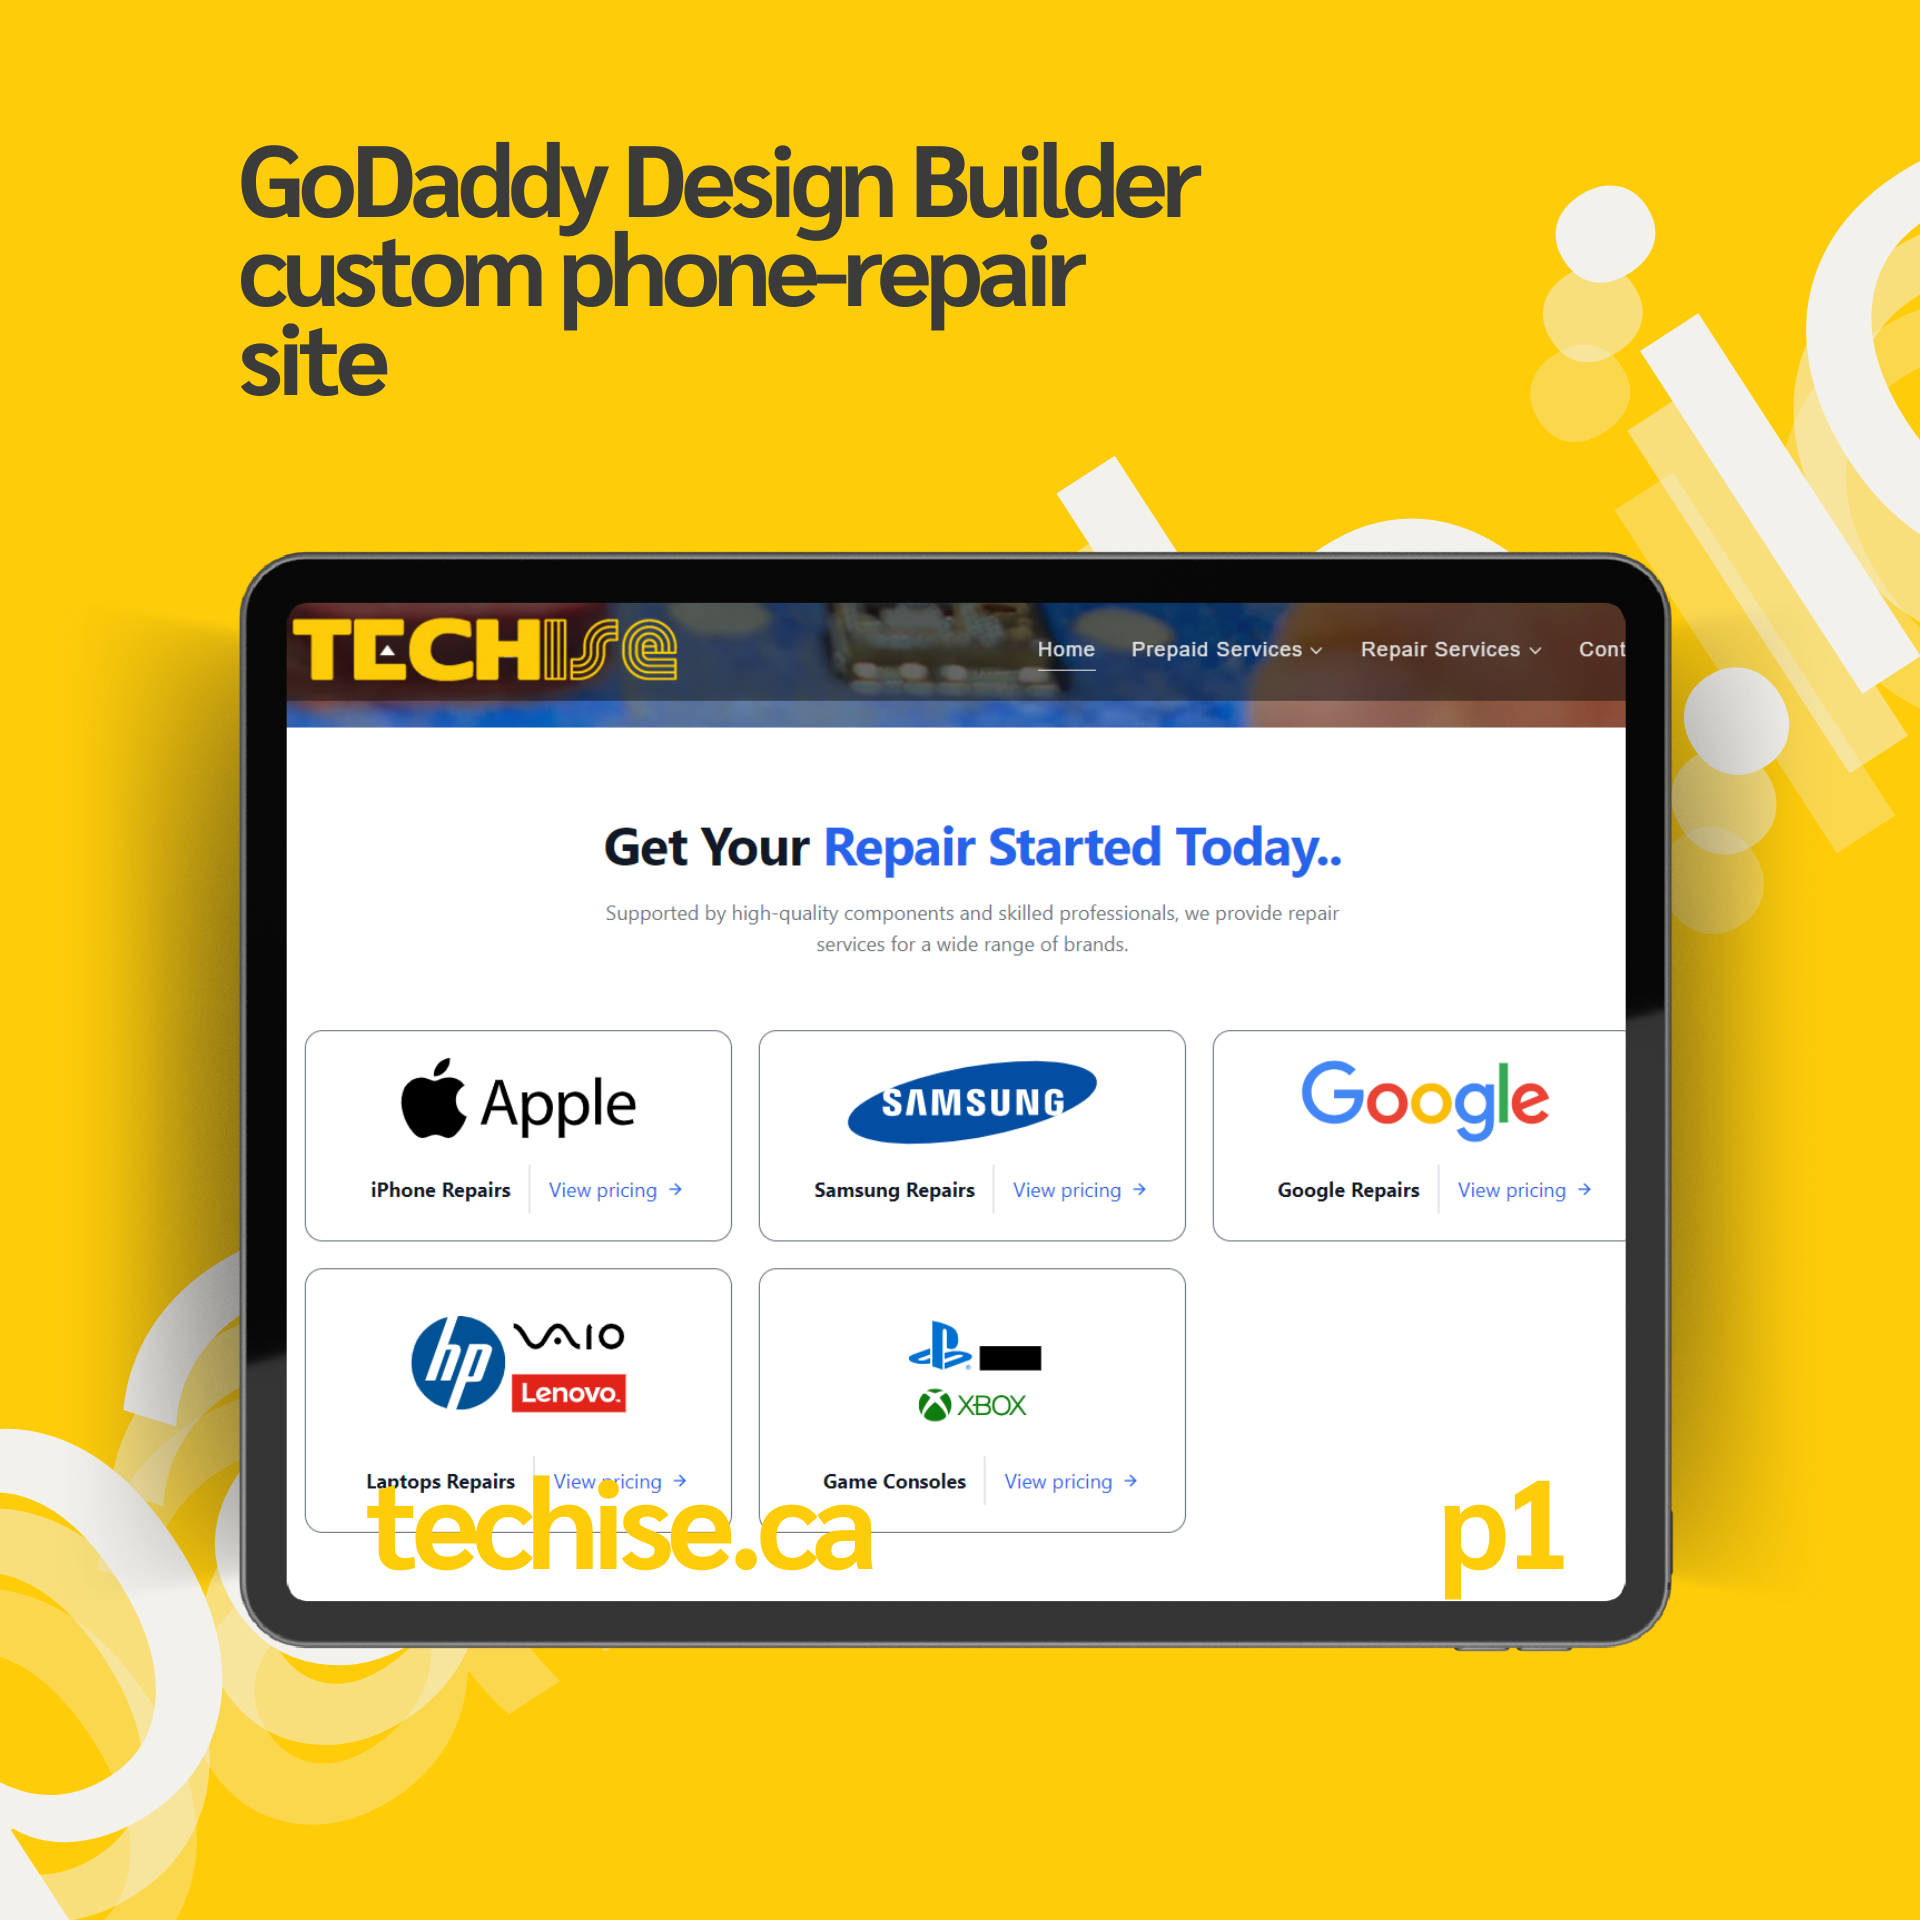 GoDaddy Design Builder
custom phone-repair
site
TECHISE
Home Prepaid Services Repair Services Cont
Get Your Repair Started Today..
Supported by high-quality components and skilled professionals, we provide repair
services for a wide range of brands.
Apple
SAMSUNG
Google
iPhone Repairs View pricing →
Samsung Repairs View pricing →
Google Repairs View pricing →
hp VAIO
Lenovo.
XBOX
Laptops Repairs View pricing →
Game Consoles View pricing →
techise.ca
p1